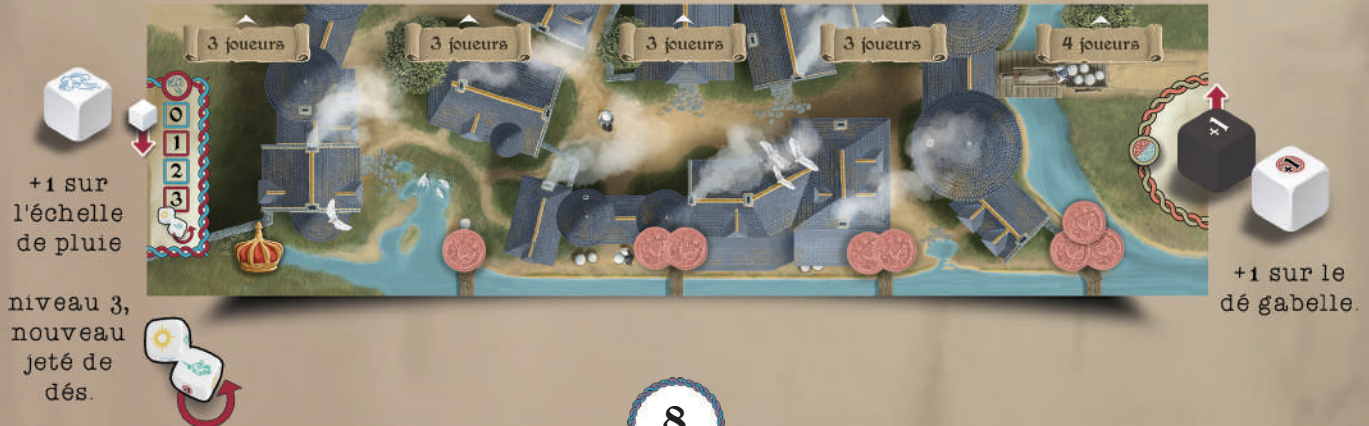 3 joueurs
3 joueurs
3 joueurs
3 joueurs
4 joueurs
0
1
2
3
+1 sur
l'échelle
de pluie
niveau 3,
nouveau
jeté de
dés.
+1
+1
+1 sur le
dé gabelle.
8